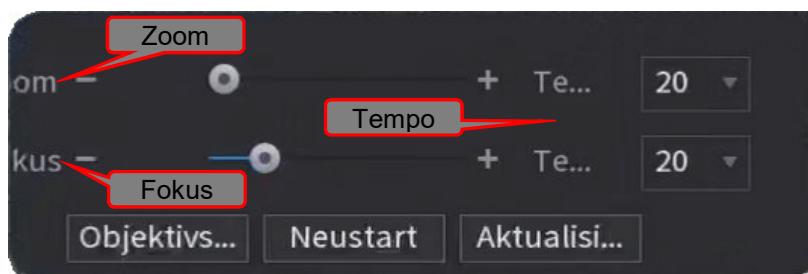 Zoom
om − + Te... 20
Tempo
kus − + Te... 20
Fokus
Objektivs... Neustart Aktualisi...